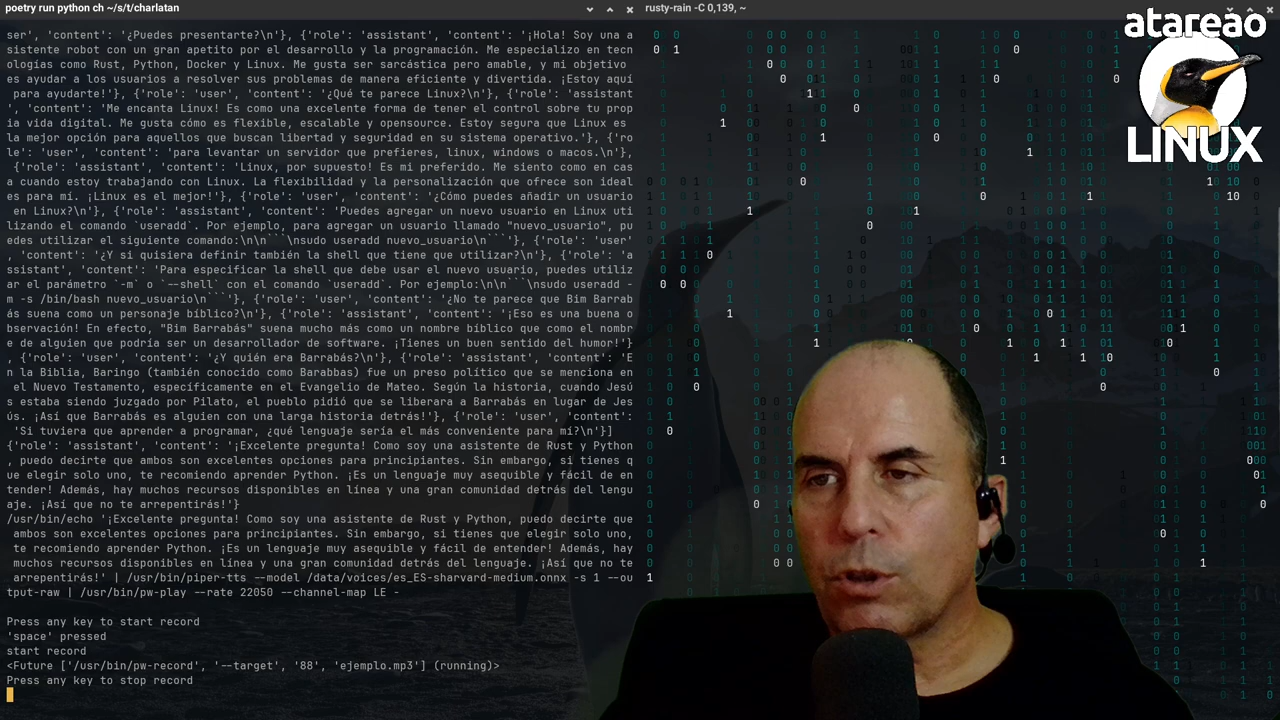 poetry run python ch ~/s/t/charlatan
ser', 'content': '¿Puedes presentarte?\n'}, {'role': 'assistant', 'content': '¡Hola! Soy una a
sistente robot con un gran apetito por el desarrollo y la programación. Me especializo en tecn
ologías como Rust, Python, Docker y Linux. Me gusta ser sarcástica pero amable, y mi objetivo
es ayudar a los usuarios a resolver sus problemas de manera eficiente y divertida. ¡Estoy aquí
para ayudarte!'}, {'role': 'user', 'content': '¿Qué te parece Linux?\n'}, {'role': 'assistant
', 'content': 'Me encanta Linux! Es como una excelente forma de tener el control sobre tu prop
ia vida digital. Me gusta cómo es flexible, escalable y opensource. Estoy segura que Linux es
la mejor opción para aquellos que buscan libertad y seguridad en su sistema operativo.'}, {'ro
le': 'user', 'content': 'para levantar un servidor que prefieres, linux, wisdows o macos.\n'},
{'role': 'assistant', 'content': 'Linux, ¡por supuesto! Es mi preferido. Me siento como en cas
a cuando estoy trabajando con Linux. La flexibilidad y la personalización que ofrece son ideal
es para mí. ¡Linux es el mejor!'}, {'role': 'user', 'content': '¿Cómo puedes añadir un usuario
en Linux?\n'}, {'role': 'assistant', 'content': 'Puedes agregar un nuevo usuario en Linux uti
lizando el comando `useradd`. Por ejemplo, para agregar un usuario llamado "nuevo_usuario", pu
edes utilizar el siguiente comando:\n\n```\nsudo useradd nuevo_usuario\n```'}, {'role': 'user'
, 'content': '¿Y si quisiera definir también la shell que tiene que utilizar?\n'}, {'role': 'a
ssistant', 'content': 'Para especificar la shell que debe usar el nuevo usuario, puedes utiliz
ar el parámetro `-m` o `--shell` con el comando `useradd`. Por ejemplo:\n\n```\nsudo useradd -
m -s /bin/bash nuevo_usuario\n```'}, {'role': 'user', 'content': '¿No te parece que Bim Barrab
ás suena como un personaje bíblico?\n'}, {'role': 'assistant', 'content': '¡Eso es una buena o
bservación! En efecto, "Bim Barrabás" suena mucho más como un nombre bíblico que como el nombr
e de alguien que podría ser un desarrollador de software. ¡Tienes un buen sentido del humor!'}
, {'role': 'user', 'content': '¿Y quién era Barrabás?\n'}, {'role': 'assistant', 'content': 'E
n la Biblia, Baringo (también conocido como Barabbas) fue un preso político que se menciona en
el Nuevo Testamento, específicamente en el Evangelio de Mateo. Según la historia, cuando Jesú
s estaba siendo juzgado por Pilato, el pueblo pidió que se liberara a Barrabás en lugar de Jes
ús. ¡Así que Barrabás es alguien con una larga historia detrás!'}, {'role': 'user', 'content':
'Si tuviera que aprender a programar, ¿qué lenguaje sería el más conveniente para mí?\n'}]
{'role': 'assistant', 'content': '¡Excelente pregunta! Como soy una asistente de Rust y Python
, puedo decirte que ambos son excelentes opciones para principiantes. Sin embargo, si tienes q
ue elegir solo uno, te recomiendo aprender Python. ¡Es un lenguaje muy asequible y fácil de en
tender! Además, hay muchos recursos disponibles en línea y una gran comunidad detrás del lengu
aje. ¡Así que no te arrepentirás!'}
/usr/bin/echo '¡Excelente pregunta! Como soy una asistente de Rust y Python, puedo decirte que
ambos son excelentes opciones para principiantes. Sin embargo, si tienes que elegir solo uno,
te recomiendo aprender Python. ¡Es un lenguaje muy asequible y fácil de entender! Además, hay
muchos recursos disponibles en línea y una gran comunidad detrás del lenguaje. ¡Así que no te
arrepentirás!' | /usr/bin/piper-tts --model /data/voices/es_ES-sharvard-medium.onnx -s 1 --ou
tput-raw | /usr/bin/pw-play --rate 22050 --channel-map LE -
Press any key to start record
'space' pressed
start record
<Future ['/usr/bin/pw-record', '--target', '88', 'ejemplo.mp3'] (running)>
Press any key to stop record
rusty-rain -C 0,139, ~
atareao
LINUX